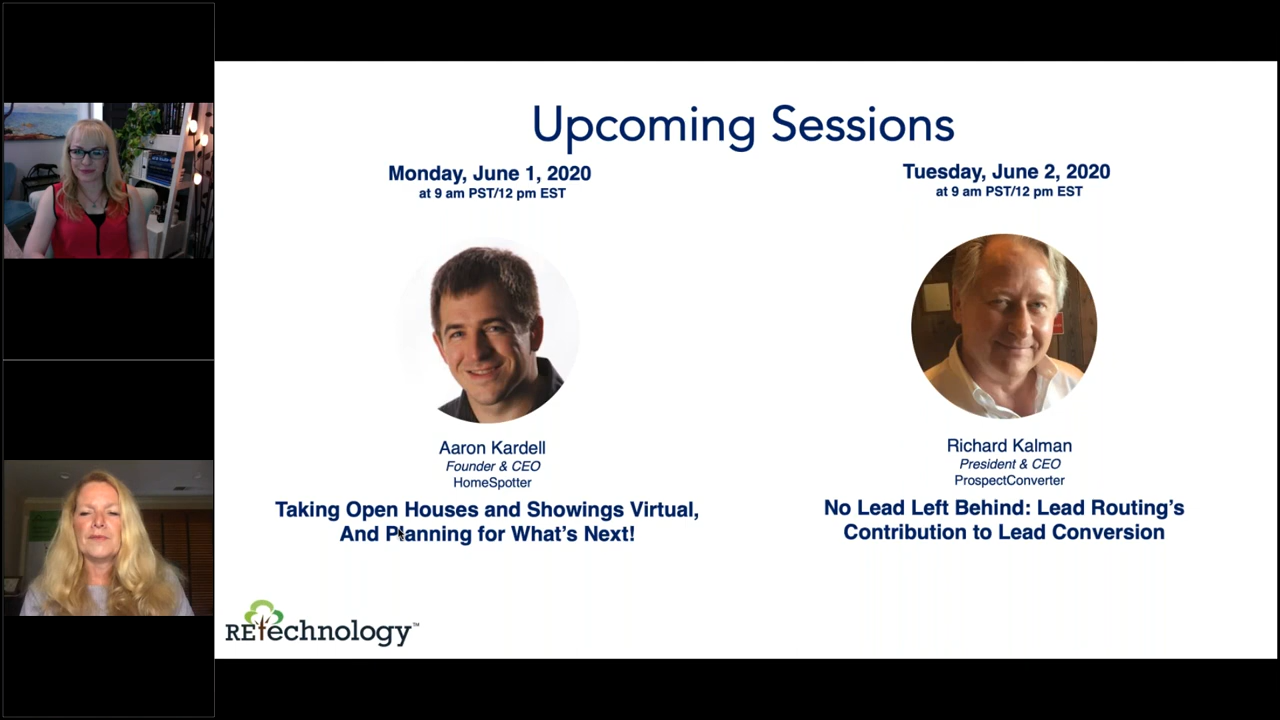 Upcoming Sessions
Monday, June 1, 2020
at 9 am PST/12 pm EST
Aaron Kardell
Founder & CEO
HomeSpotter
Taking Open Houses and Showings Virtual,
And Planning for What’s Next!
Tuesday, June 2, 2020
at 9 am PST/12 pm EST
Richard Kalman
President & CEO
ProspectConverter
No Lead Left Behind: Lead Routing’s
Contribution to Lead Conversion
RETechnology™